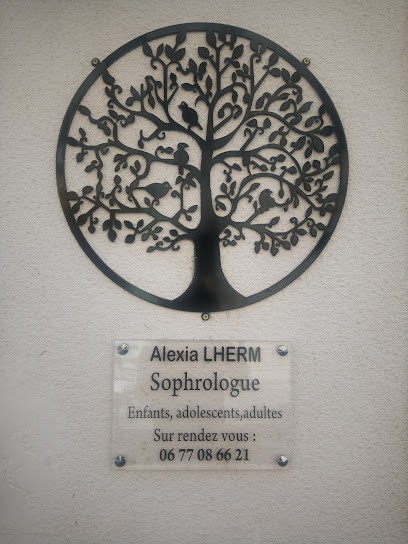 Alexia LHERM
Sophrologue
Enfants, adolescents,adultes
Sur rendez vous :
06 77 08 66 21